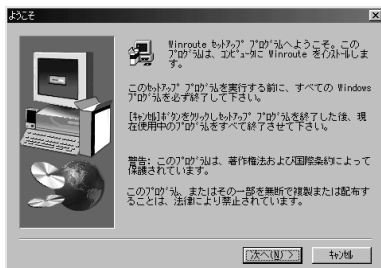 ようこそ
Winroute ｾｯﾄｱｯﾌﾟ ﾌﾟﾛｸﾞﾗﾑへようこそ。この
ﾌﾟﾛｸﾞﾗﾑは、ｺﾝﾋﾟｭｰﾀに Winroute をｲﾝｽﾄｰﾙしま
す。
このｾｯﾄｱｯﾌﾟ ﾌﾟﾛｸﾞﾗﾑを実行する前に、すべての Windows
ﾌﾟﾛｸﾞﾗﾑを必ず終了して下さい。
[ｷｬﾝｾﾙ]ﾎﾞﾀﾝをｸﾘｯｸしｾｯﾄｱｯﾌﾟ ﾌﾟﾛｸﾞﾗﾑを終了した後、現
在使用中のﾌﾟﾛｸﾞﾗﾑをすべて終了させて下さい。
警告: このﾌﾟﾛｸﾞﾗﾑは、著作権法および国際条約によって
保護されています。
このﾌﾟﾛｸﾞﾗﾑ、またはその一部を無断で複製または配布す
ることは、法律により禁止されています。
次へ(N) >
ｷｬﾝｾﾙ